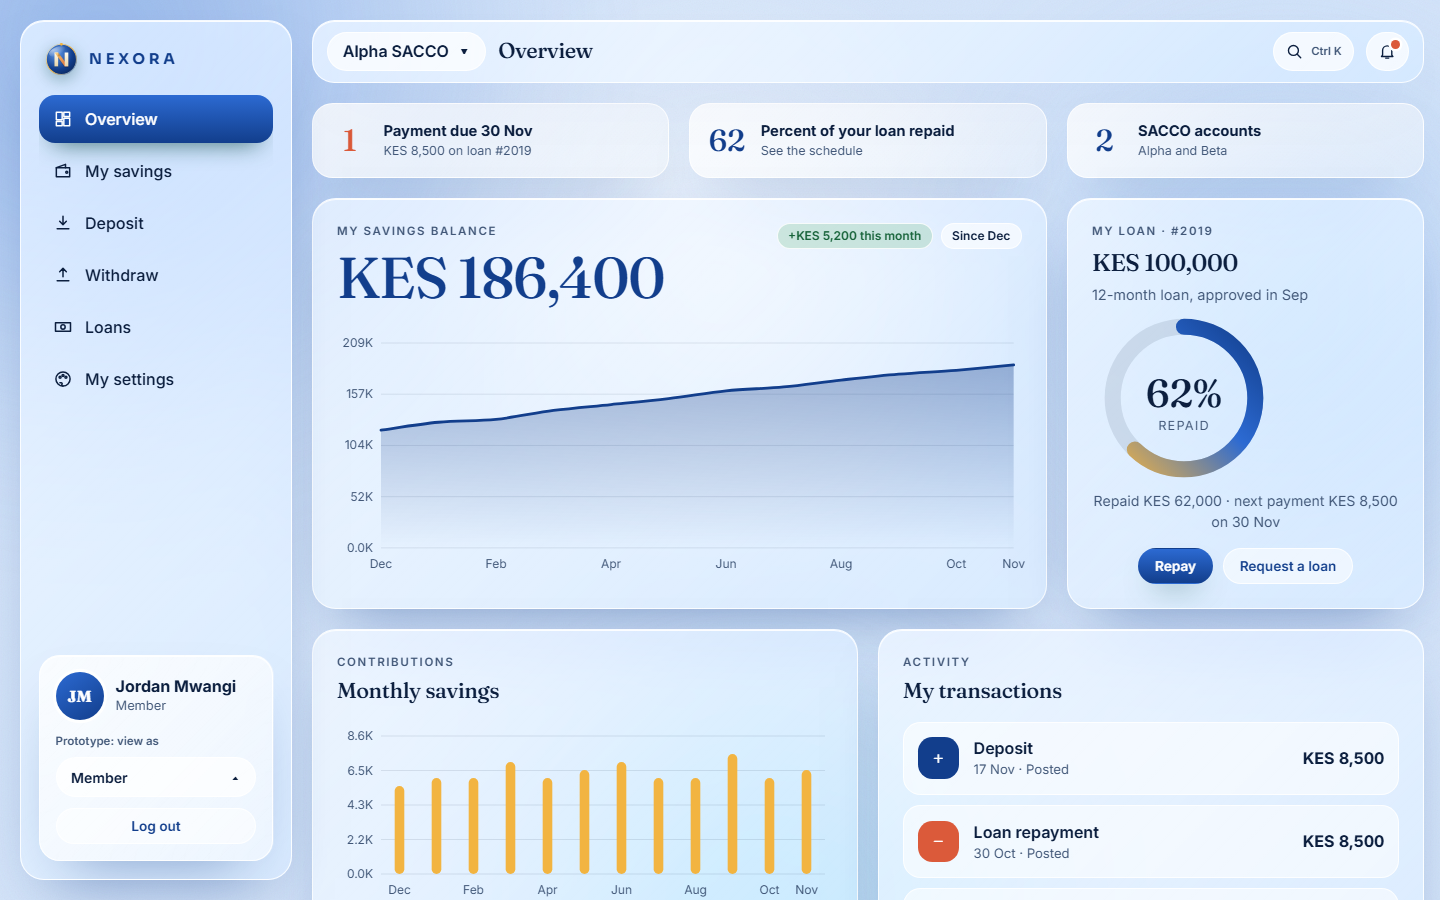 N NEXORA
Overview
My savings
Deposit
Withdraw
Loans
My settings
JM
Jordan Mwangi
Member
Prototype: view as
Member
Log out
Alpha SACCO
Overview
Ctrl K
1
Payment due 30 Nov
KES 8,500 on loan #2019
62
Percent of your loan repaid
See the schedule
2
SACCO accounts
Alpha and Beta
MY SAVINGS BALANCE
KES 186,400
+KES 5,200 this month
Since Dec
209K
157K
104K
52K
0.0K
Dec Feb Apr Jun Aug Oct Nov
MY LOAN · #2019
KES 100,000
12-month loan, approved in Sep
62%
REPAID
Repaid KES 62,000 · next payment KES 8,500
on 30 Nov
Repay
Request a loan
CONTRIBUTIONS
Monthly savings
8.6K
6.5K
4.3K
2.2K
0.0K
Dec Feb Apr Jun Aug Oct Nov
ACTIVITY
My transactions
+
Deposit
17 Nov · Posted
KES 8,500
−
Loan repayment
30 Oct · Posted
KES 8,500